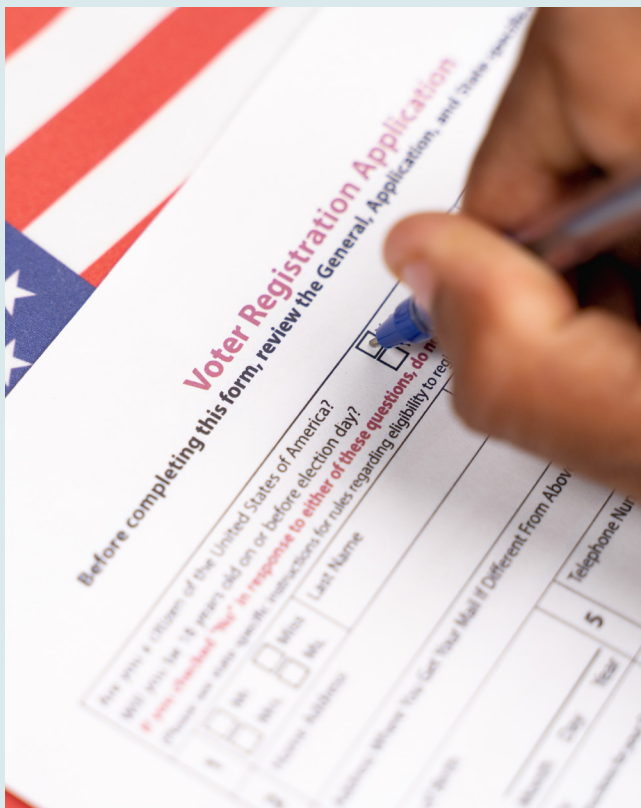 Voter Registration Application
Before completing this form, review the General, Application, and State specific
Are you a citizen of the United States of America?
Will you be 18 years old on or before election day?
If you checked "No" in response to either of these questions, do
(Please see state-specific instructions for rules regarding eligibility to
1
Mr.
Miss
Last Name
Mrs.
Ms.
2
Home Address
Address Where You Get Your Mail If Different From Above
5
Telephone
Month
Day
Year